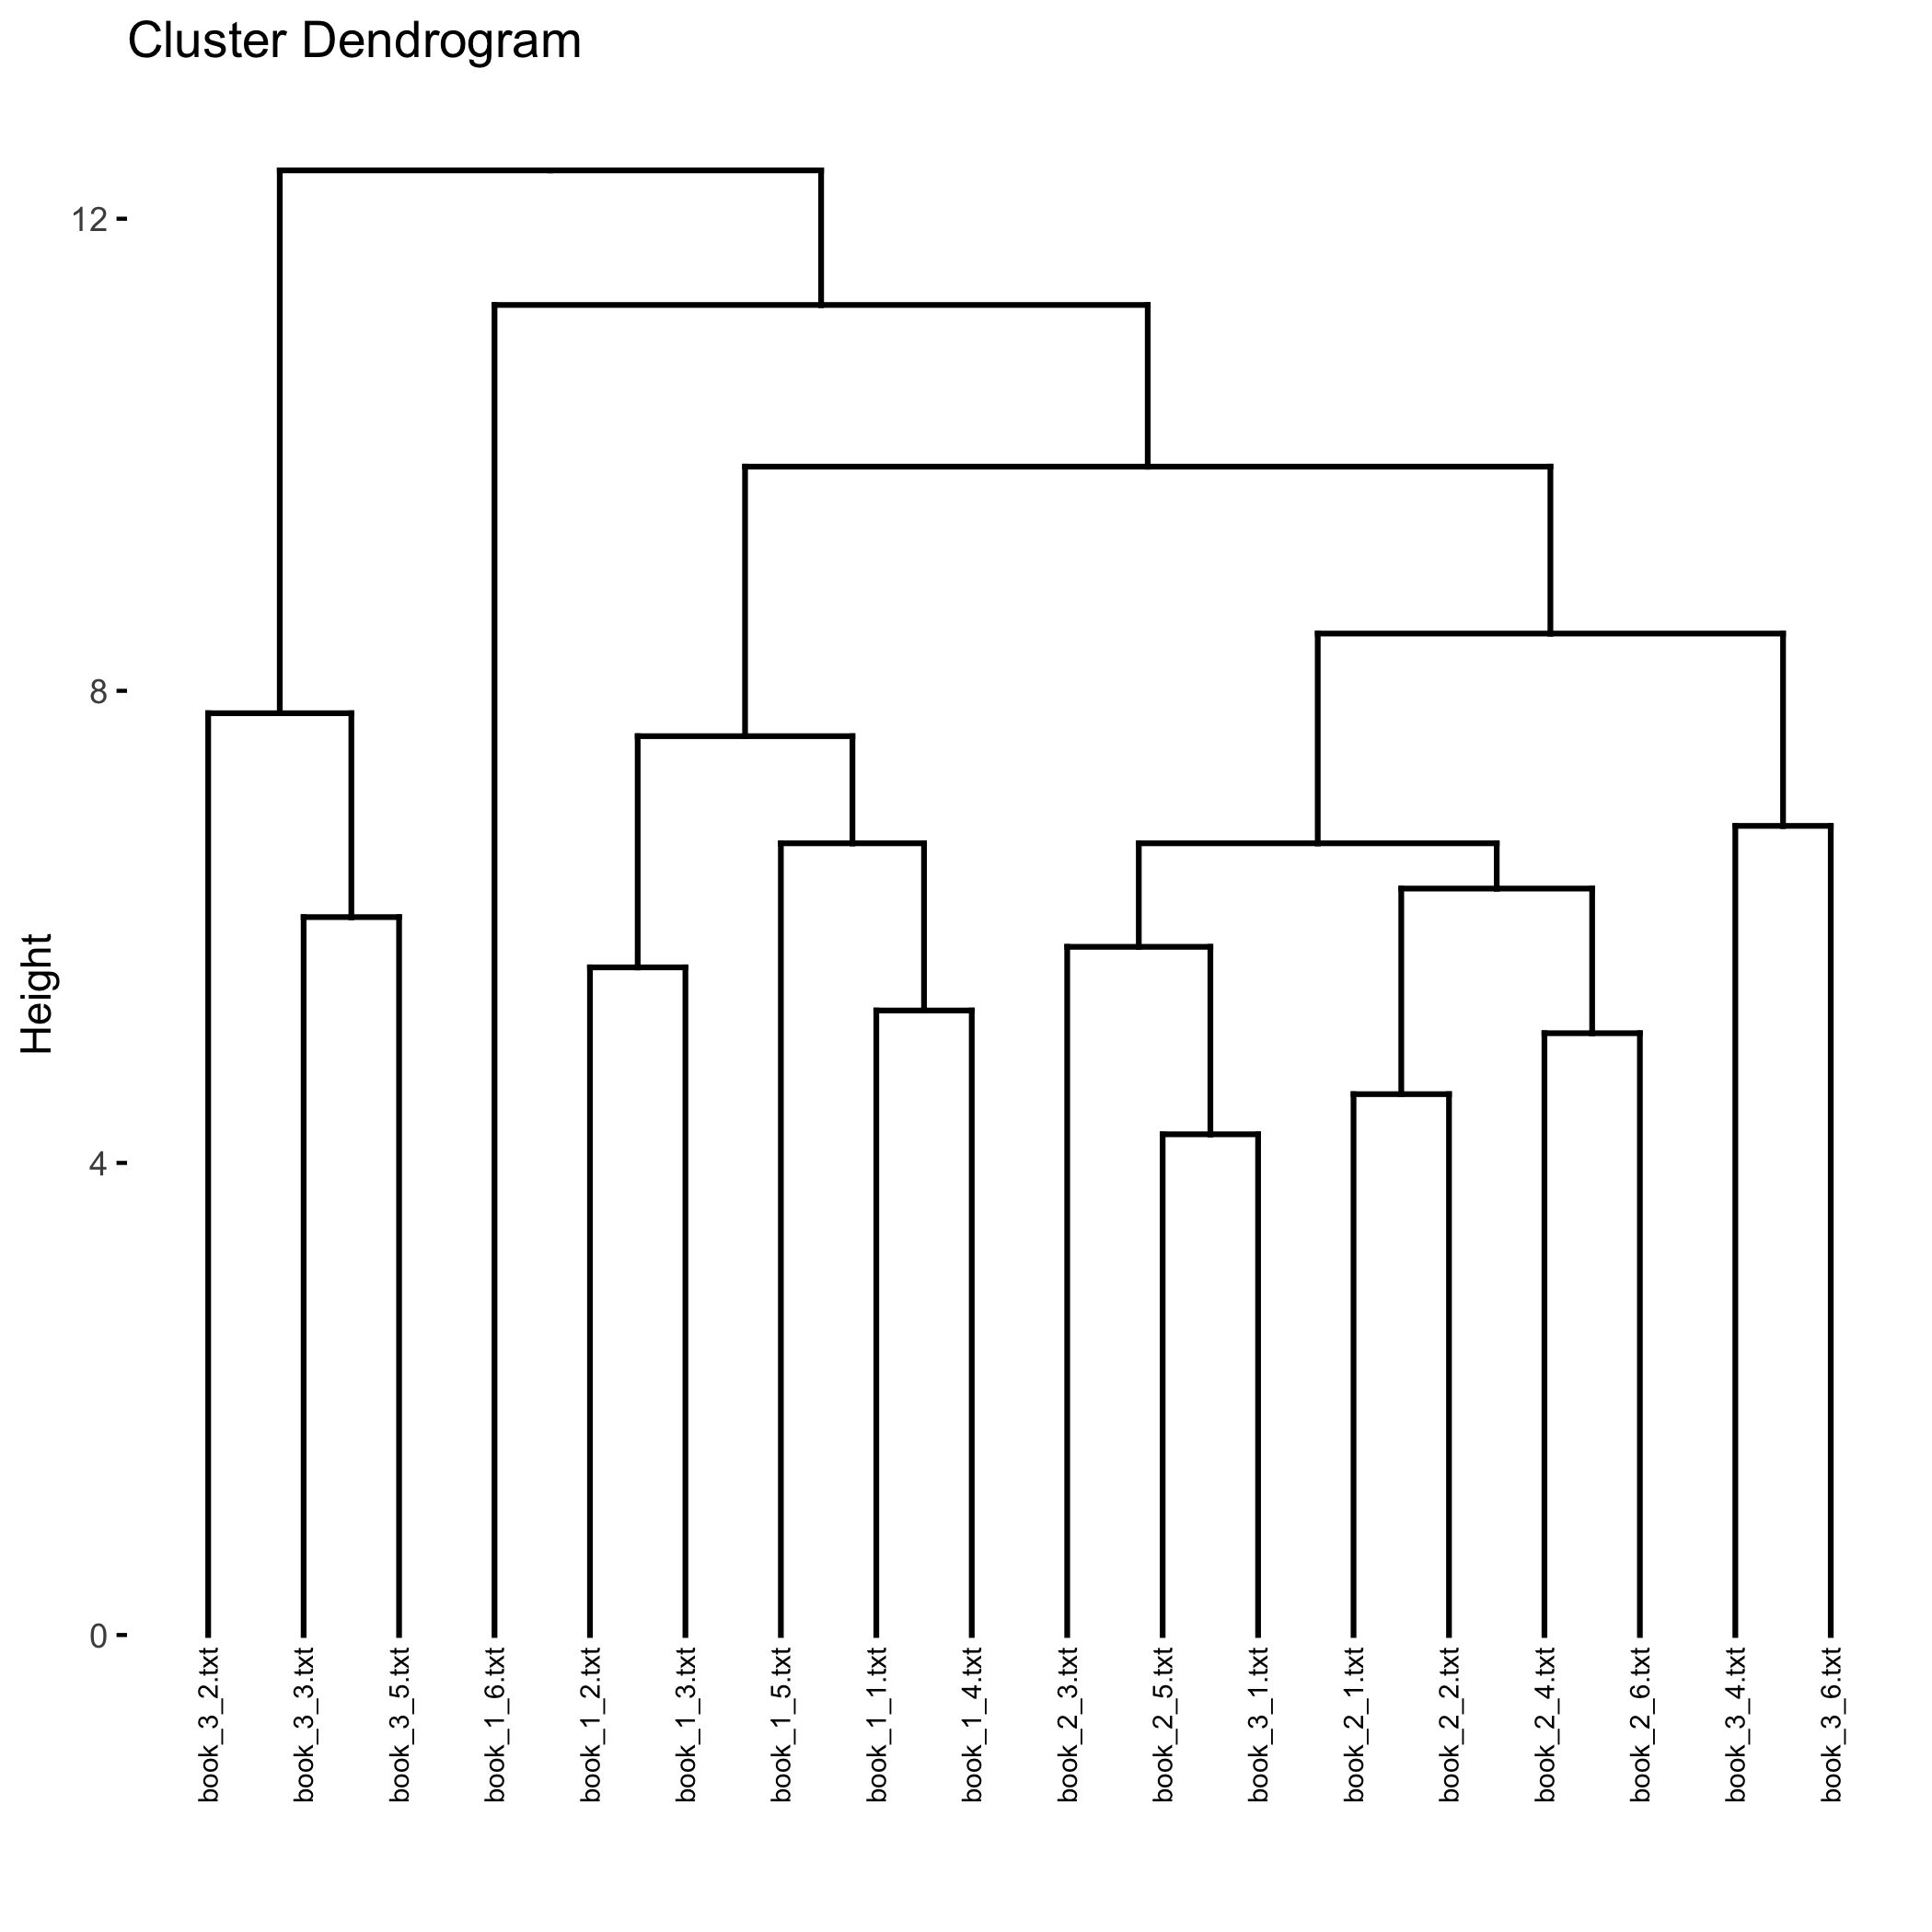 Cluster Dendrogram
12
8
4
0
Height
book_3_2.txt
book_3_3.txt
book_3_5.txt
book_1_6.txt
book_1_2.txt
book_1_3.txt
book_1_5.txt
book_1_1.txt
book_1_4.txt
book_2_3.txt
book_2_5.txt
book_3_1.txt
book_2_1.txt
book_2_2.txt
book_2_4.txt
book_2_6.txt
book_3_4.txt
book_3_6.txt